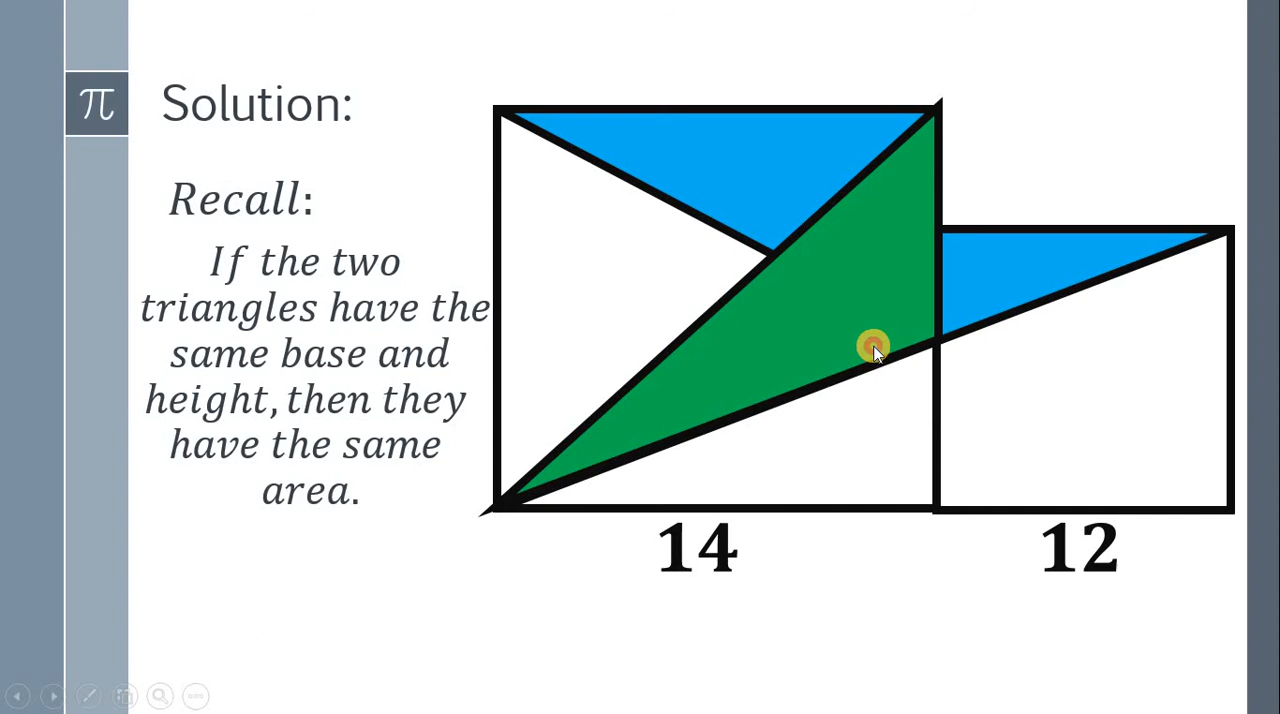 π
Solution:
Recall:
If the two
triangles have the
same base and
height, then they
have the same
area.
14
12